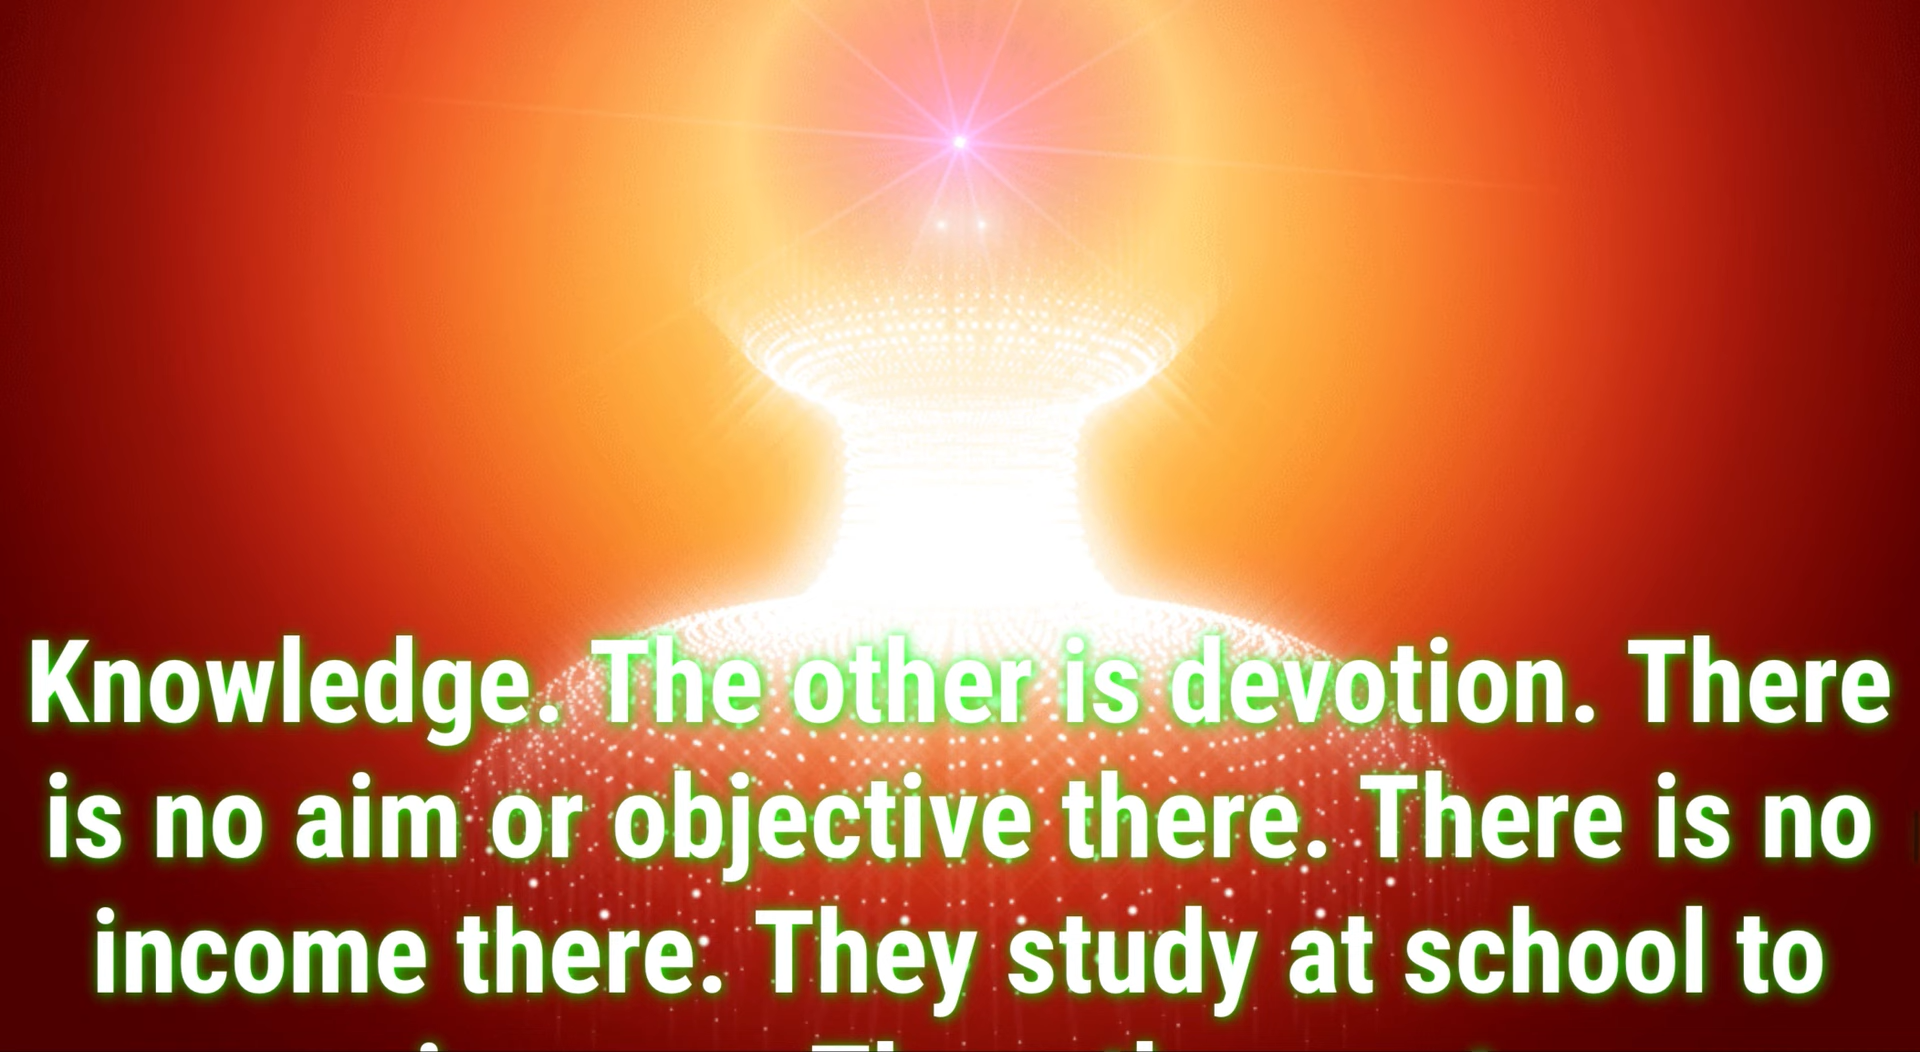 Knowledge. The other is devotion. There
is no aim or objective there. There is no
income there. They study at school to